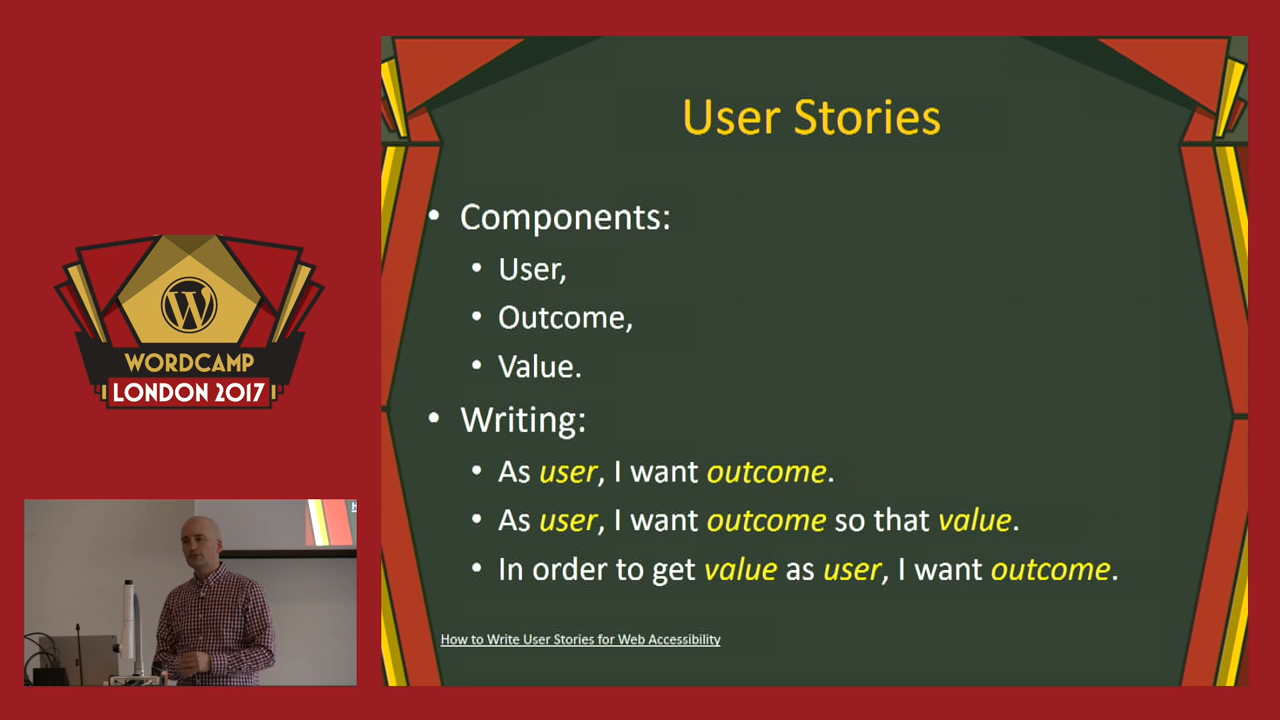 User Stories
• Components:
• User,
• Outcome,
• Value.
• Writing:
• As user, I want outcome.
• As user, I want outcome so that value.
• In order to get value as user, I want outcome.
How to Write User Stories for Web Accessibility
W
WORDCAMP
LONDON 2017